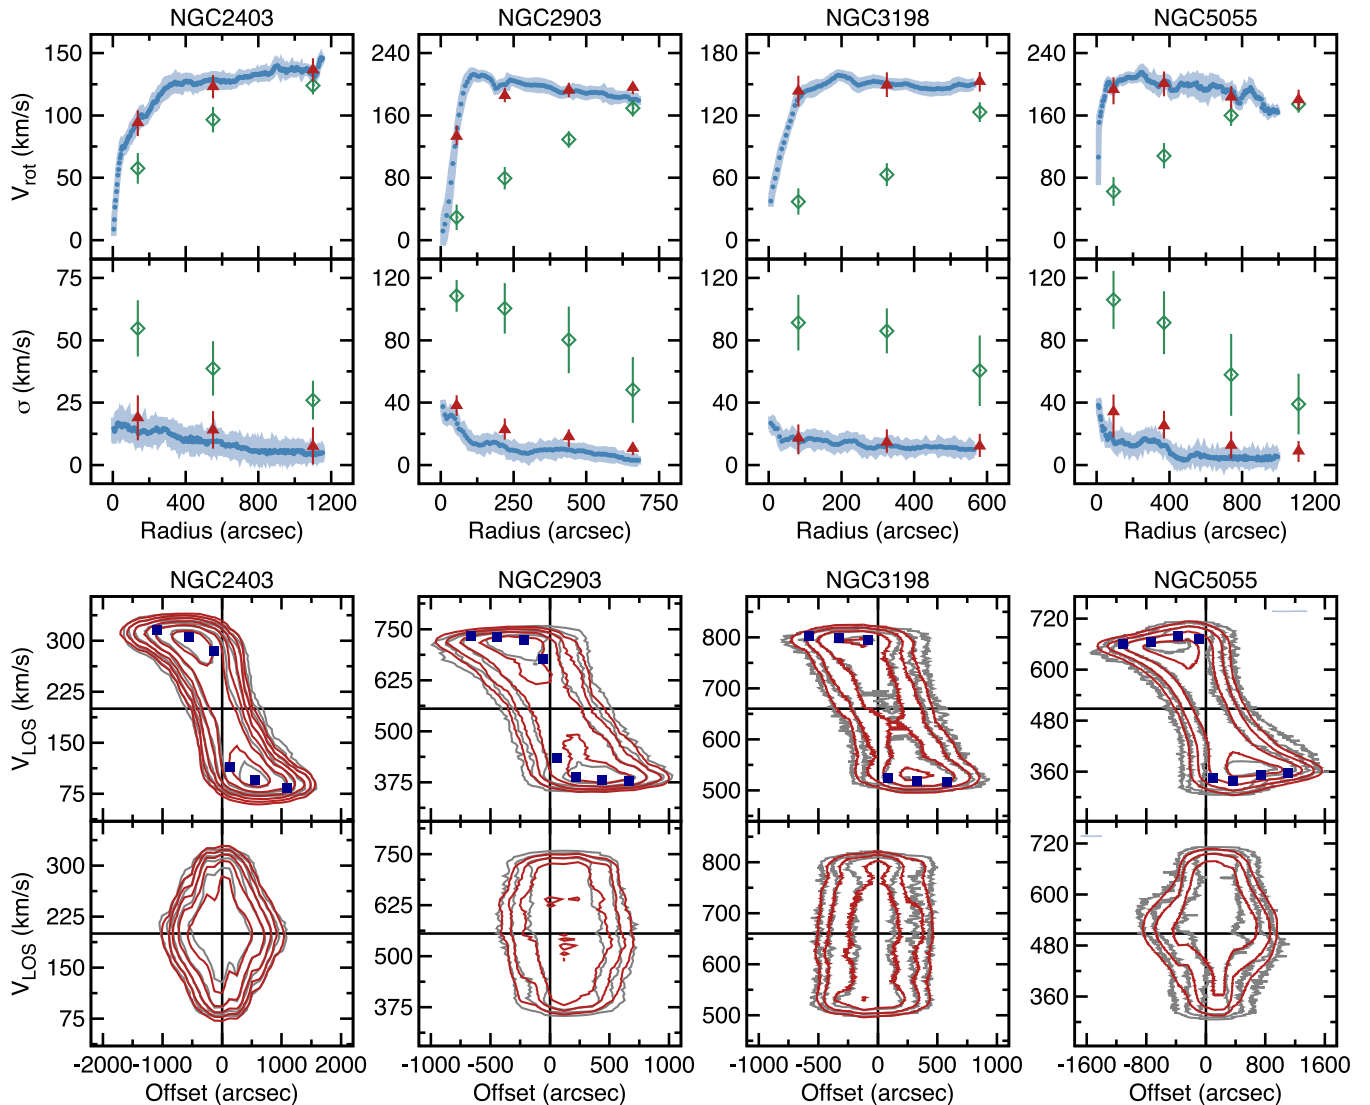 NGC2403 NGC2903 NGC3198 NGC5055
V_rot (km/s)
150 100 50 0
240 160 80 0
180 120 60 0
240 160 80 0
σ (km/s)
75 50 25 0
120 80 40 0
120 80 40 0
120 80 40 0
0 400 800 1200
0 250 500 750
0 200 400 600
0 400 800 1200
Radius (arcsec) Radius (arcsec) Radius (arcsec) Radius (arcsec)
NGC2403 NGC2903 NGC3198 NGC5055
V_LOS (km/s)
300 225 150 75
750 625 500 375
800 700 600 500
720 600 480 360
V_LOS (km/s)
300 225 150 75
750 625 500 375
800 700 600 500
720 600 480 360
-2000 -1000 0 1000 2000
-1000 -500 0 500 1000
-1000 -500 0 500 1000
-1600 -800 0 800 1600
Offset (arcsec) Offset (arcsec) Offset (arcsec) Offset (arcsec)